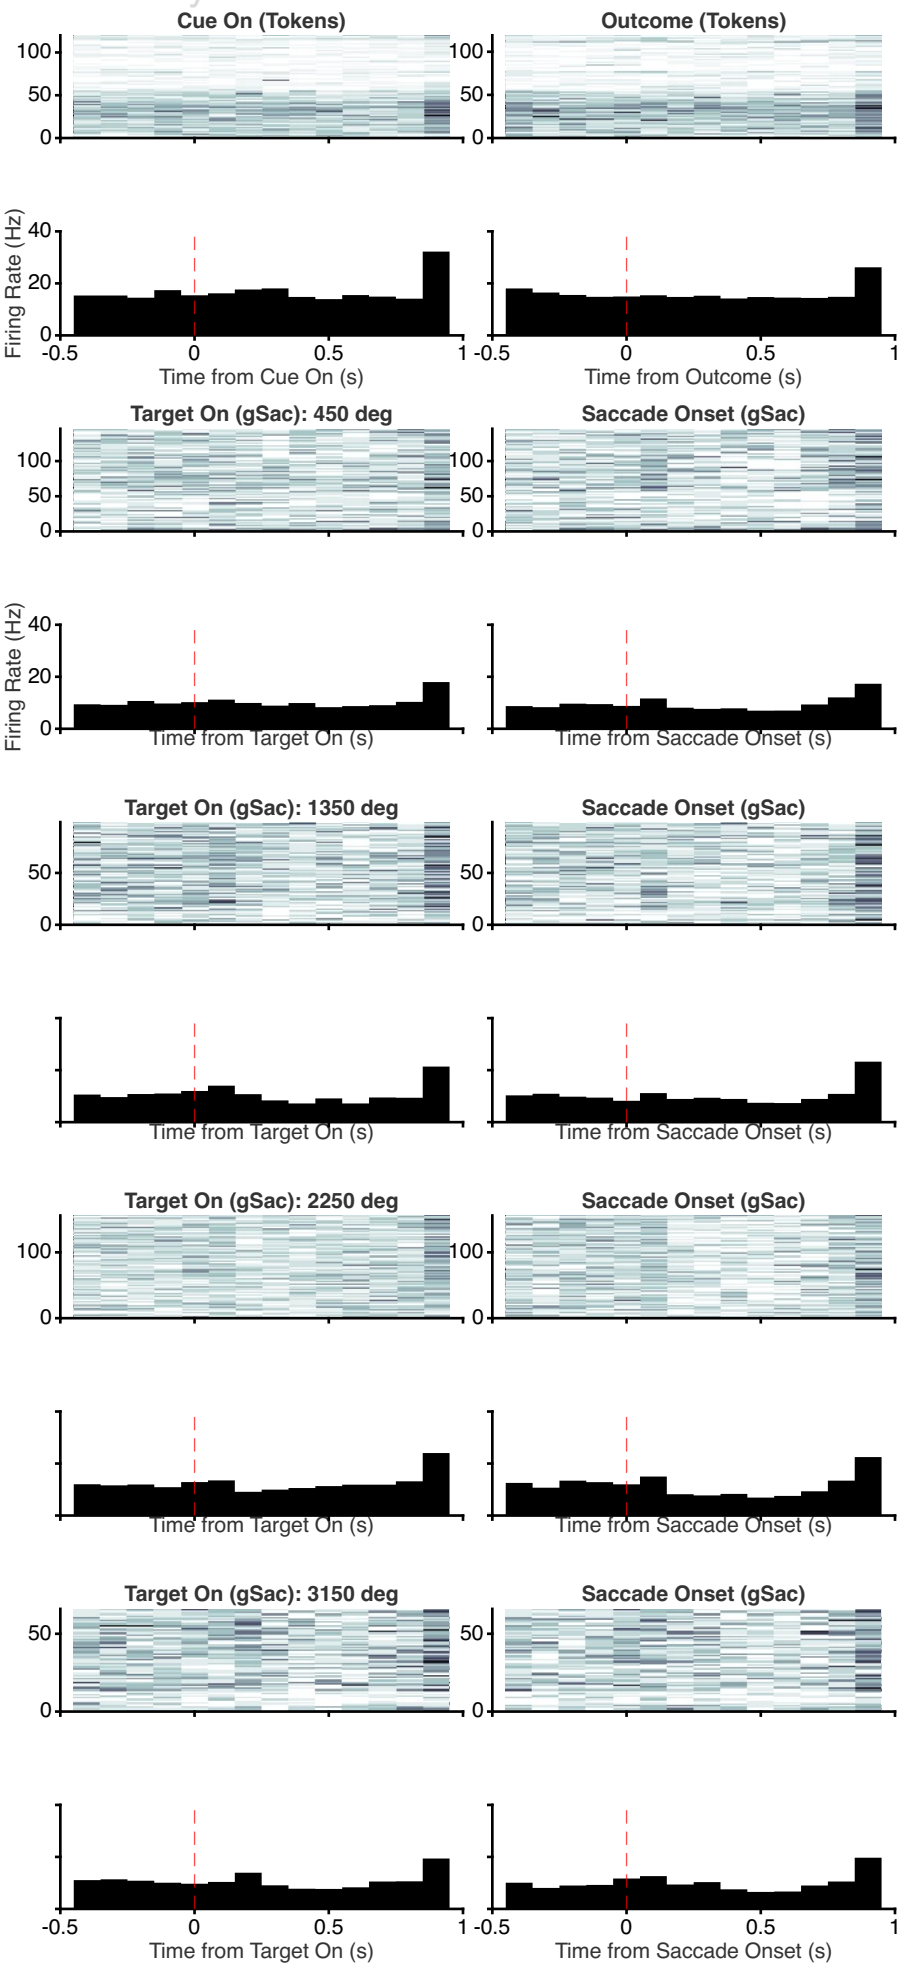 Cue On (Tokens) Outcome (Tokens)
100 100
50 50
0 0
Firing Rate (Hz)
40
20
0
-0.5 0 0.5 1 -0.5 0 0.5 1
Time from Cue On (s) Time from Outcome (s)
Target On (gSac): 450 deg Saccade Onset (gSac)
100 100
50 50
0 0
Firing Rate (Hz)
40
20
0
Time from Target On (s) Time from Saccade Onset (s)
Target On (gSac): 1350 deg Saccade Onset (gSac)
50 50
0 0
Time from Target On (s) Time from Saccade Onset (s)
Target On (gSac): 2250 deg Saccade Onset (gSac)
100 100
0 0
Time from Target On (s) Time from Saccade Onset (s)
Target On (gSac): 3150 deg Saccade Onset (gSac)
50 50
0 0
-0.5 0 0.5 1 -0.5 0 0.5 1
Time from Target On (s) Time from Saccade Onset (s)